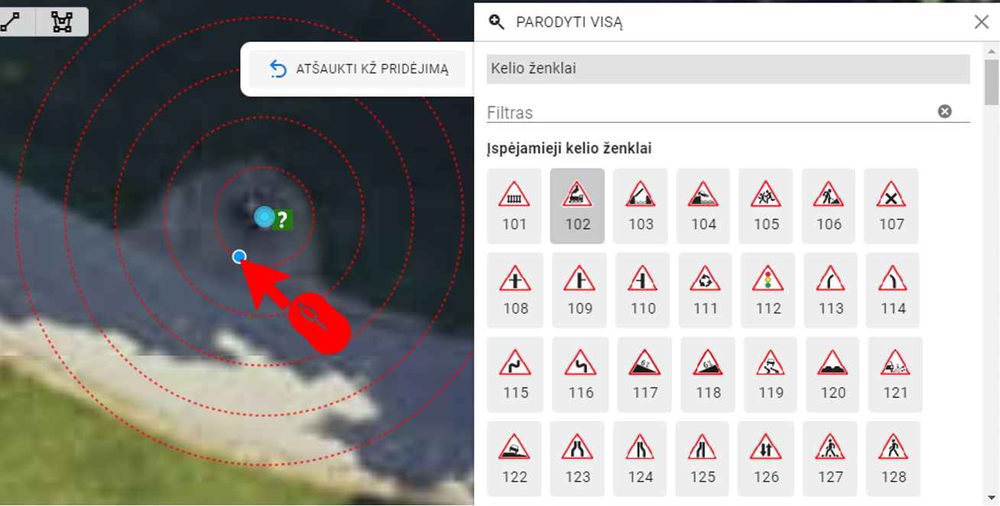 PARODYTI VISĄ
ATŠAUKTI KŽ PRIDĖJIMĄ
Kelio ženklai
Filtras
Įspėjamieji kelio ženklai
101 102 103 104 105 106 107
?
108 109 110 111 112 113 114
115 116 117 118 119 120 121
122 123 124 125 126 127 128